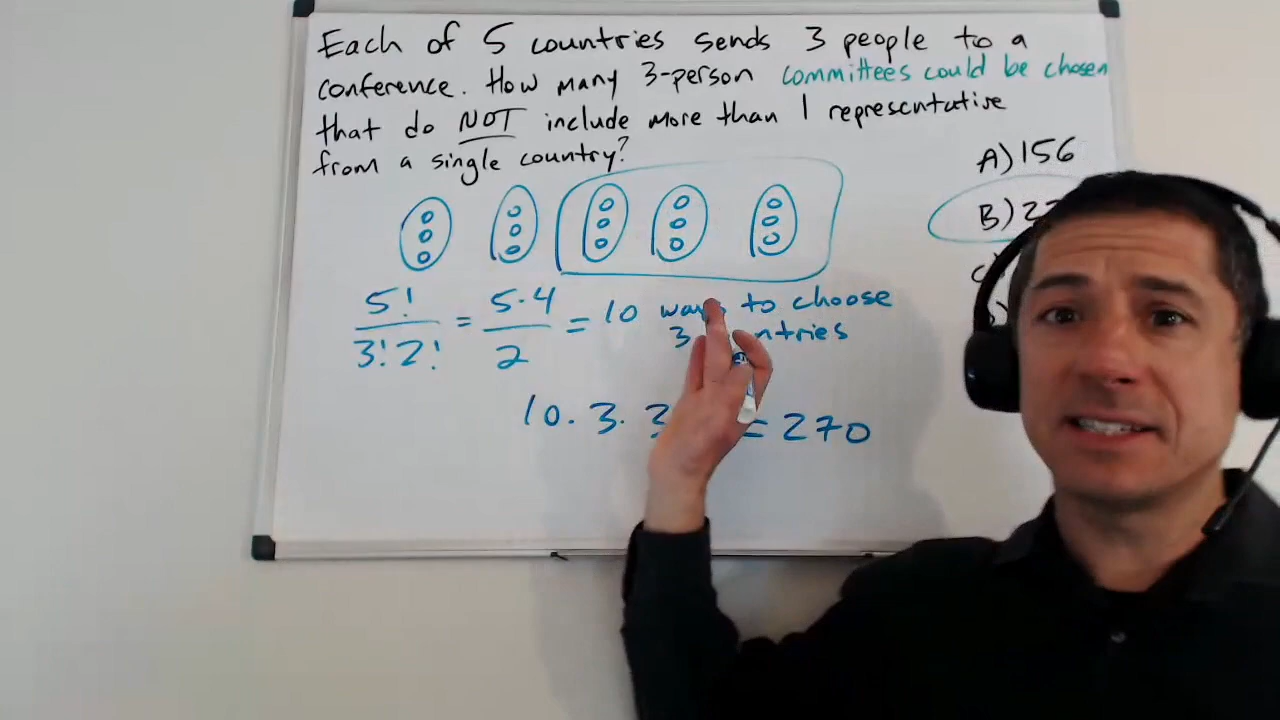 Each of 5 countries sends 3 people to a
conference. How many 3-person committees could be chosen
that do NOT include more than 1 representative
from a single country?
A) 156
B) 2
5! / 3!2! = 5·4 / 2 = 10 ways to choose
3
10 · 3 · 3 = 270